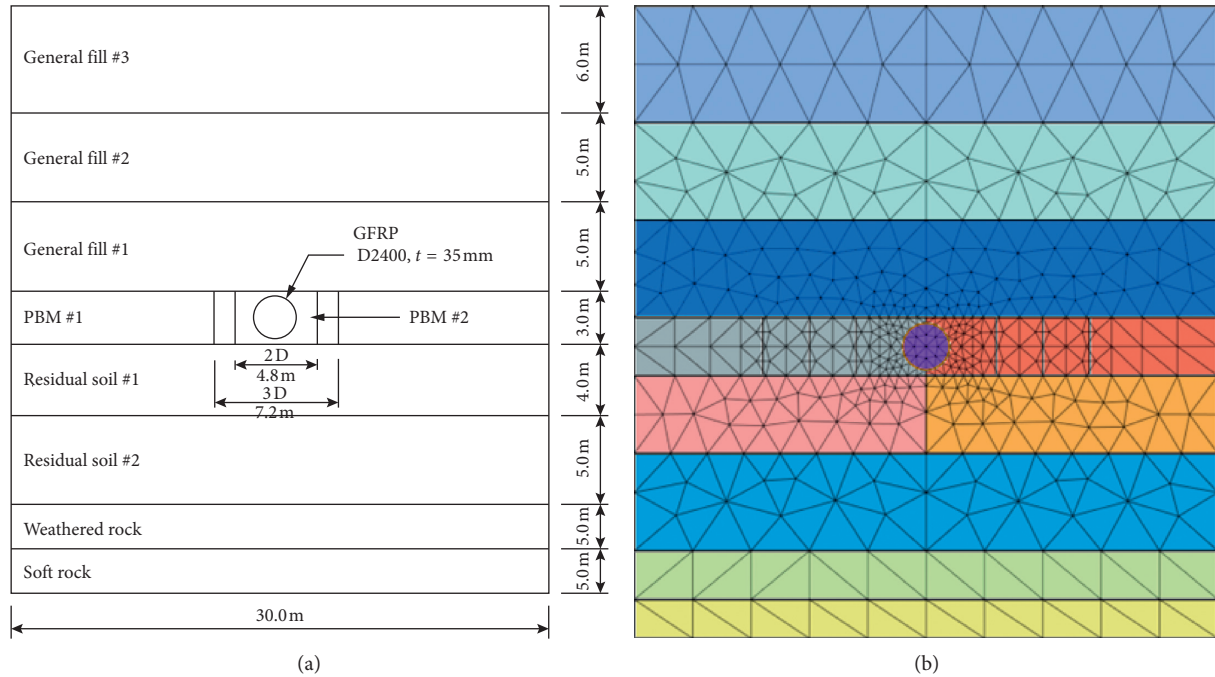 General fill #3
6.0 m
General fill #2
5.0 m
General fill #1
GFRP
D2400, t = 35 mm
5.0 m
PBM #1
PBM #2
3.0 m
2 D
4.8 m
3 D
7.2 m
Residual soil #1
4.0 m
Residual soil #2
5.0 m
Weathered rock
5.0 m
Soft rock
5.0 m
30.0 m
(a)
(b)